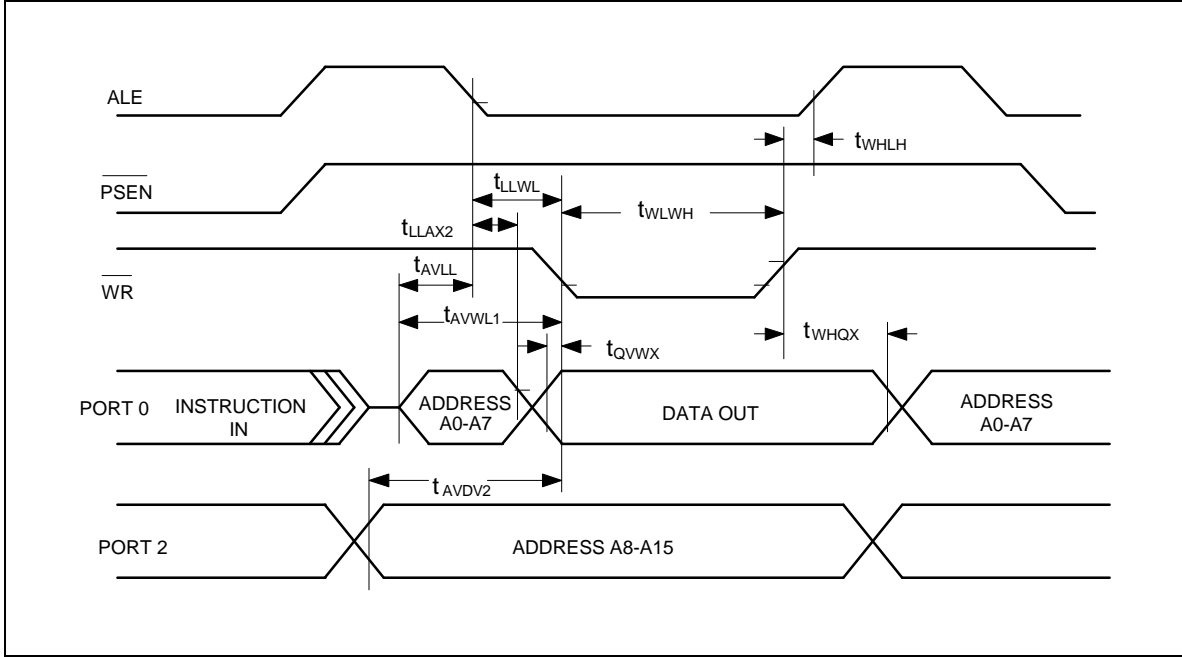 ALE
tWHLH
PSEN
tLLWL
tWLWH
tLLAX2
tAVLL
WR
tAVWL1
tWHQX
tQVWX
PORT 0
INSTRUCTION
IN
ADDRESS
A0-A7
DATA OUT
ADDRESS
A0-A7
tAVDV2
PORT 2
ADDRESS A8-A15